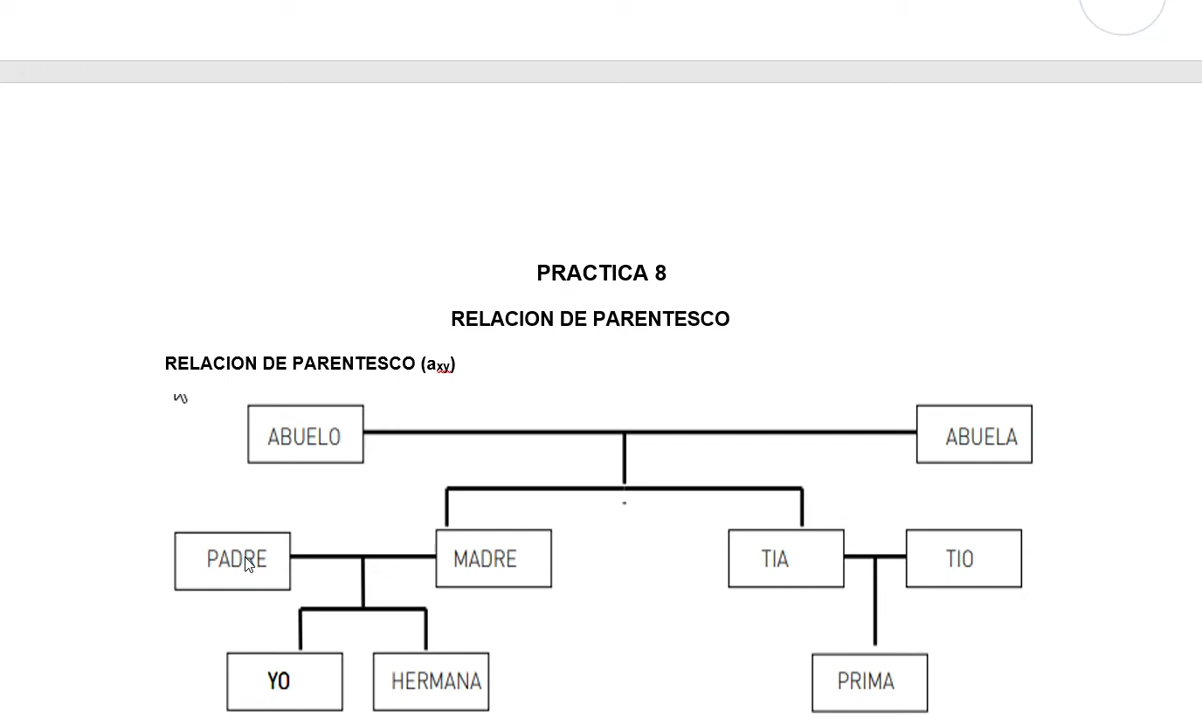 PRACTICA 8
RELACION DE PARENTESCO
RELACION DE PARENTESCO (axy)
ABUELO ABUELA
PADRE MADRE TIA TIO
YO HERMANA PRIMA